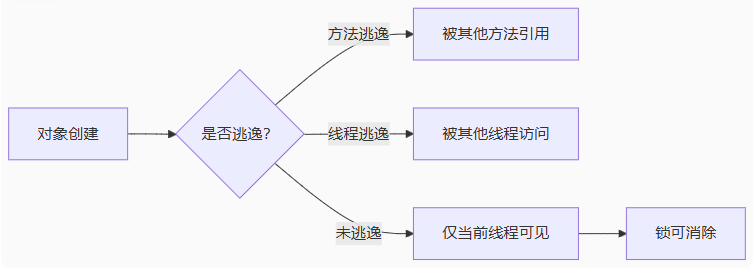 方法逃逸
被其他方法引用
对象创建
是否逃逸？
线程逃逸
被其他线程访问
未逃逸
仅当前线程可见
锁可消除